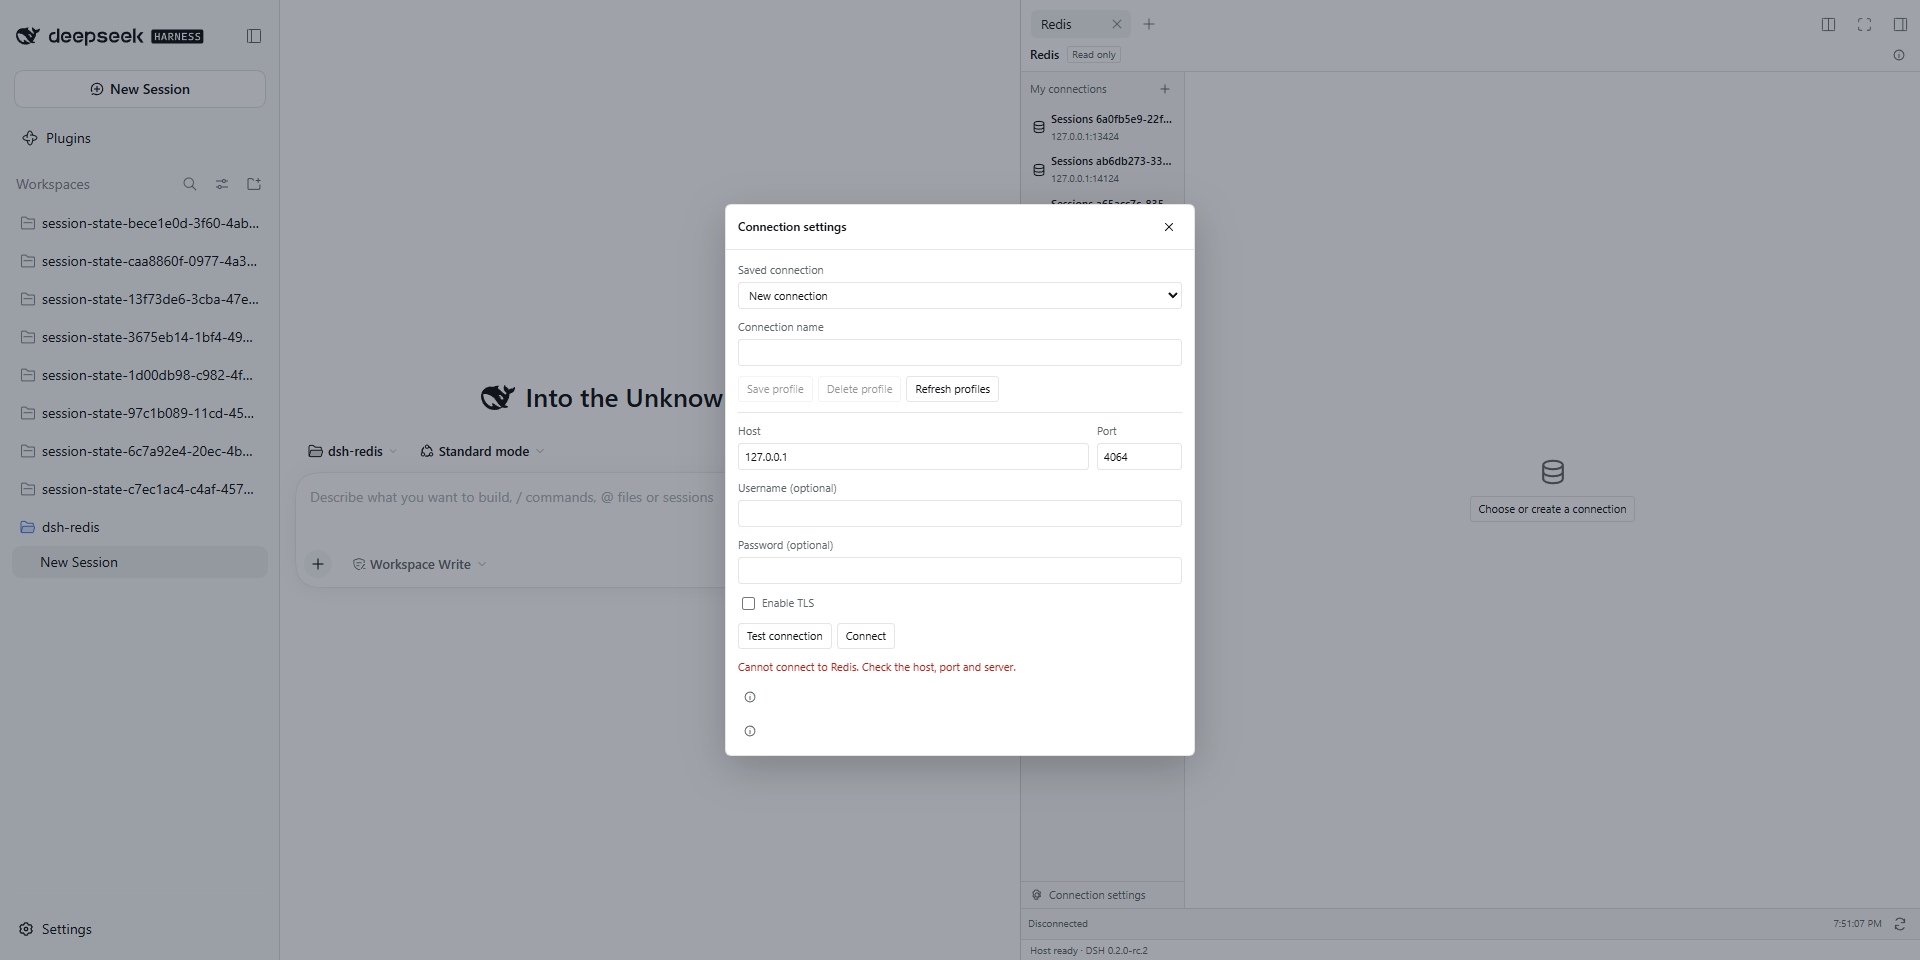 deepseek HARNESS
New Session
Plugins
Workspaces
session-state-bece1e0d-3f60-4ab...
session-state-caa8860f-0977-4a3...
session-state-13f73de6-3cba-47e...
session-state-3675eb14-1bf4-49...
session-state-1d00db98-c982-4f...
session-state-97c1b089-11cd-45...
session-state-6c7a92e4-20ec-4b...
session-state-c7ec1ac4-c4af-457...
dsh-redis
New Session
Settings
Into the Unknow
dsh-redis Standard mode
Describe what you want to build, / commands, @ files or sessions
Workspace Write
Connection settings
Saved connection
New connection
Connection name
Save profile Delete profile Refresh profiles
Host Port
127.0.0.1 4064
Username (optional)
Password (optional)
Enable TLS
Test connection Connect
Cannot connect to Redis. Check the host, port and server.
Redis
Redis Read only
My connections
Sessions 6a0fb5e9-22f...
127.0.0.1:13424
Sessions ab6db273-33...
127.0.0.1:14124
Choose or create a connection
Connection settings
Disconnected 7:51:07 PM
Host ready · DSH 0.2.0-rc.2